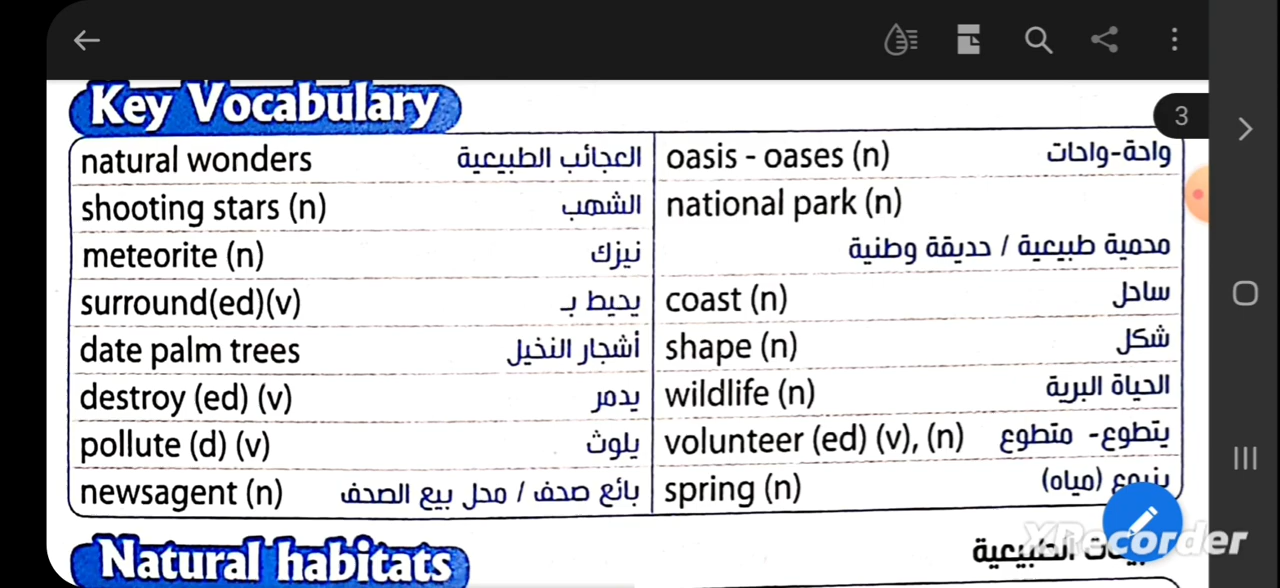 3
Key Vocabulary
natural wonders العجائب الطبيعية
shooting stars (n) الشهب
meteorite (n) نيزك
surround(ed)(v) يحيط بـ
date palm trees أشجار النخيل
destroy (ed) (v) يدمر
pollute (d) (v) يلوث
newsagent (n) بائع صحف / محل بيع الصحف
oasis - oases (n) واحة-واحات
national park (n)
محمية طبيعية / حديقة وطنية
coast (n) ساحل
shape (n) شكل
wildlife (n) الحياة البرية
volunteer (ed) (v), (n) يتطوع- متطوع
spring (n) ينبوع (مياه)
XRecorder
Natural habitats الطبيعية